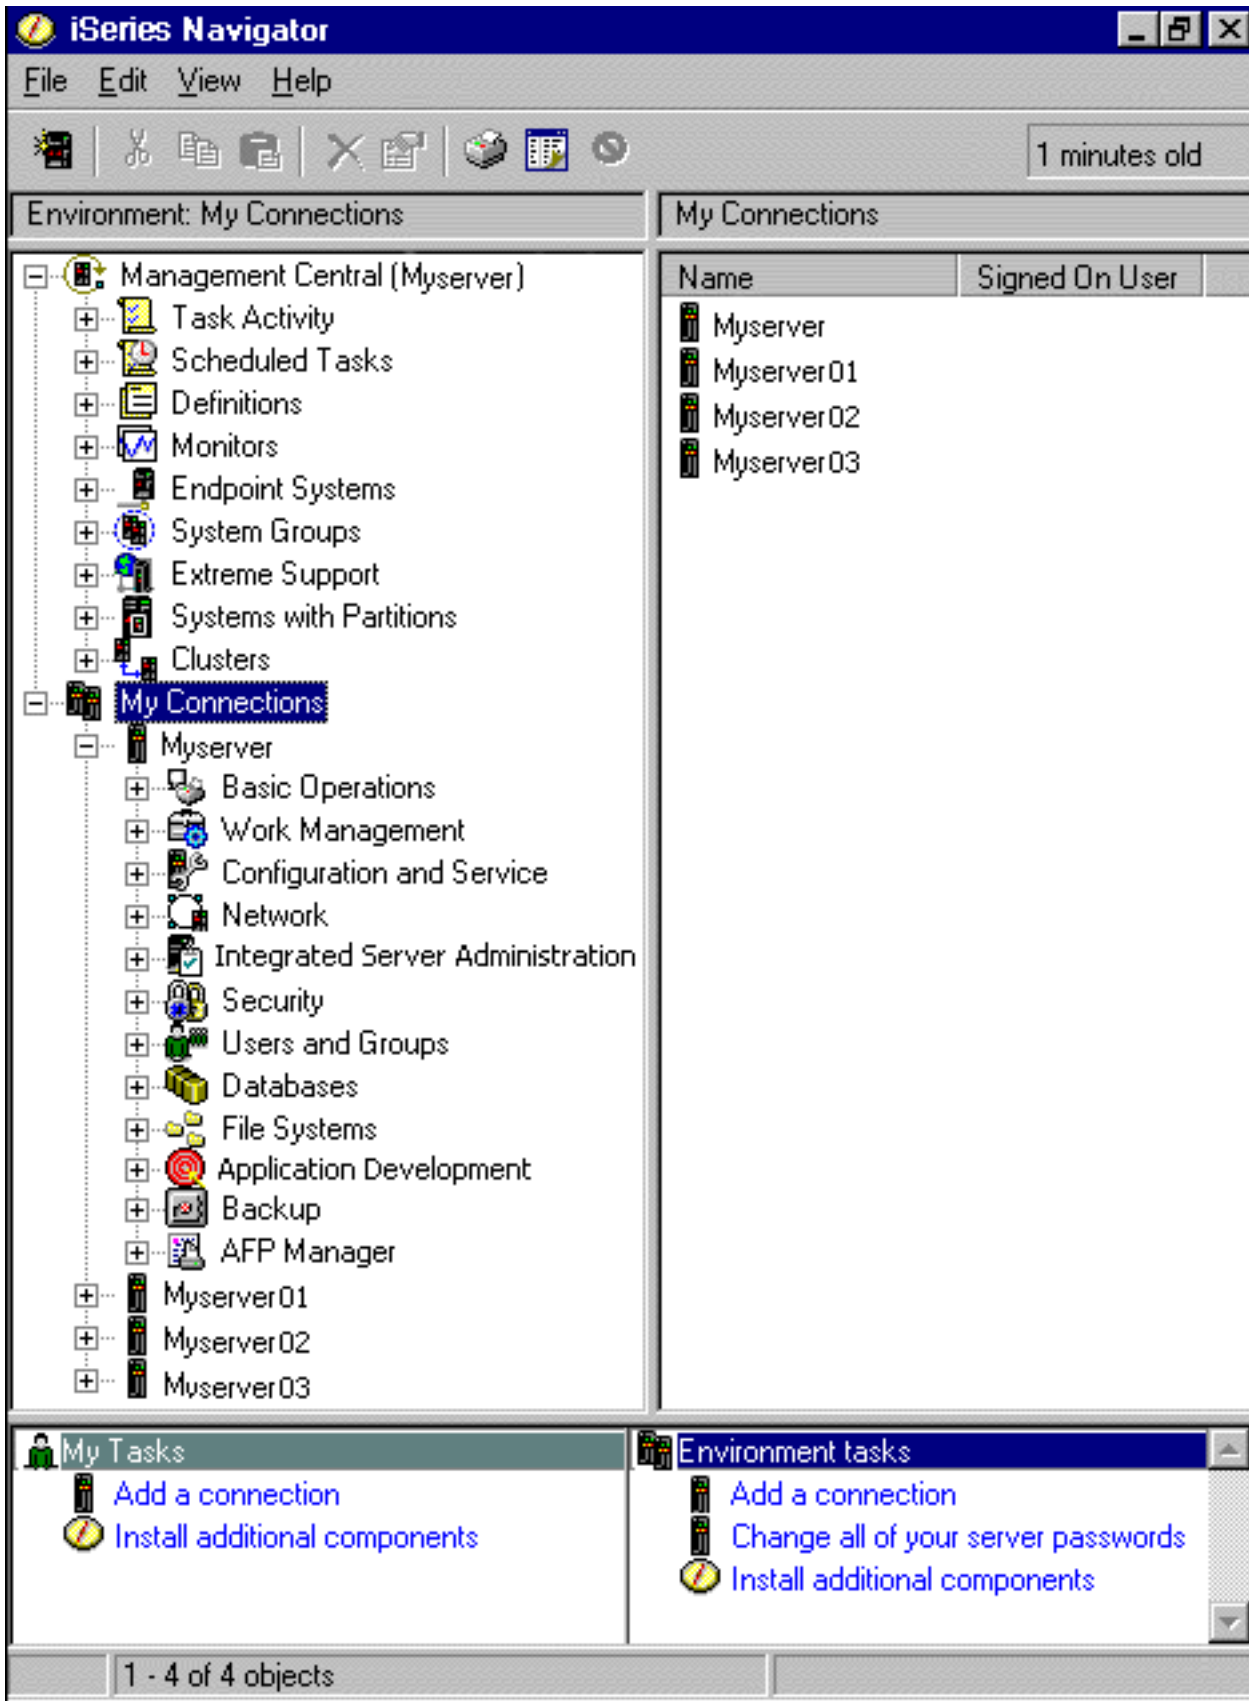 iSeries Navigator
File Edit View Help
1 minutes old
Environment: My Connections
My Connections
Management Central (Myserver)
Task Activity
Scheduled Tasks
Definitions
Monitors
Endpoint Systems
System Groups
Extreme Support
Systems with Partitions
Clusters
My Connections
Myserver
Basic Operations
Work Management
Configuration and Service
Network
Integrated Server Administration
Security
Users and Groups
Databases
File Systems
Application Development
Backup
AFP Manager
Myserver01
Myserver02
Myserver03
Name Signed On User
Myserver
Myserver01
Myserver02
Myserver03
My Tasks
Add a connection
Install additional components
Environment tasks
Add a connection
Change all of your server passwords
Install additional components
1 - 4 of 4 objects